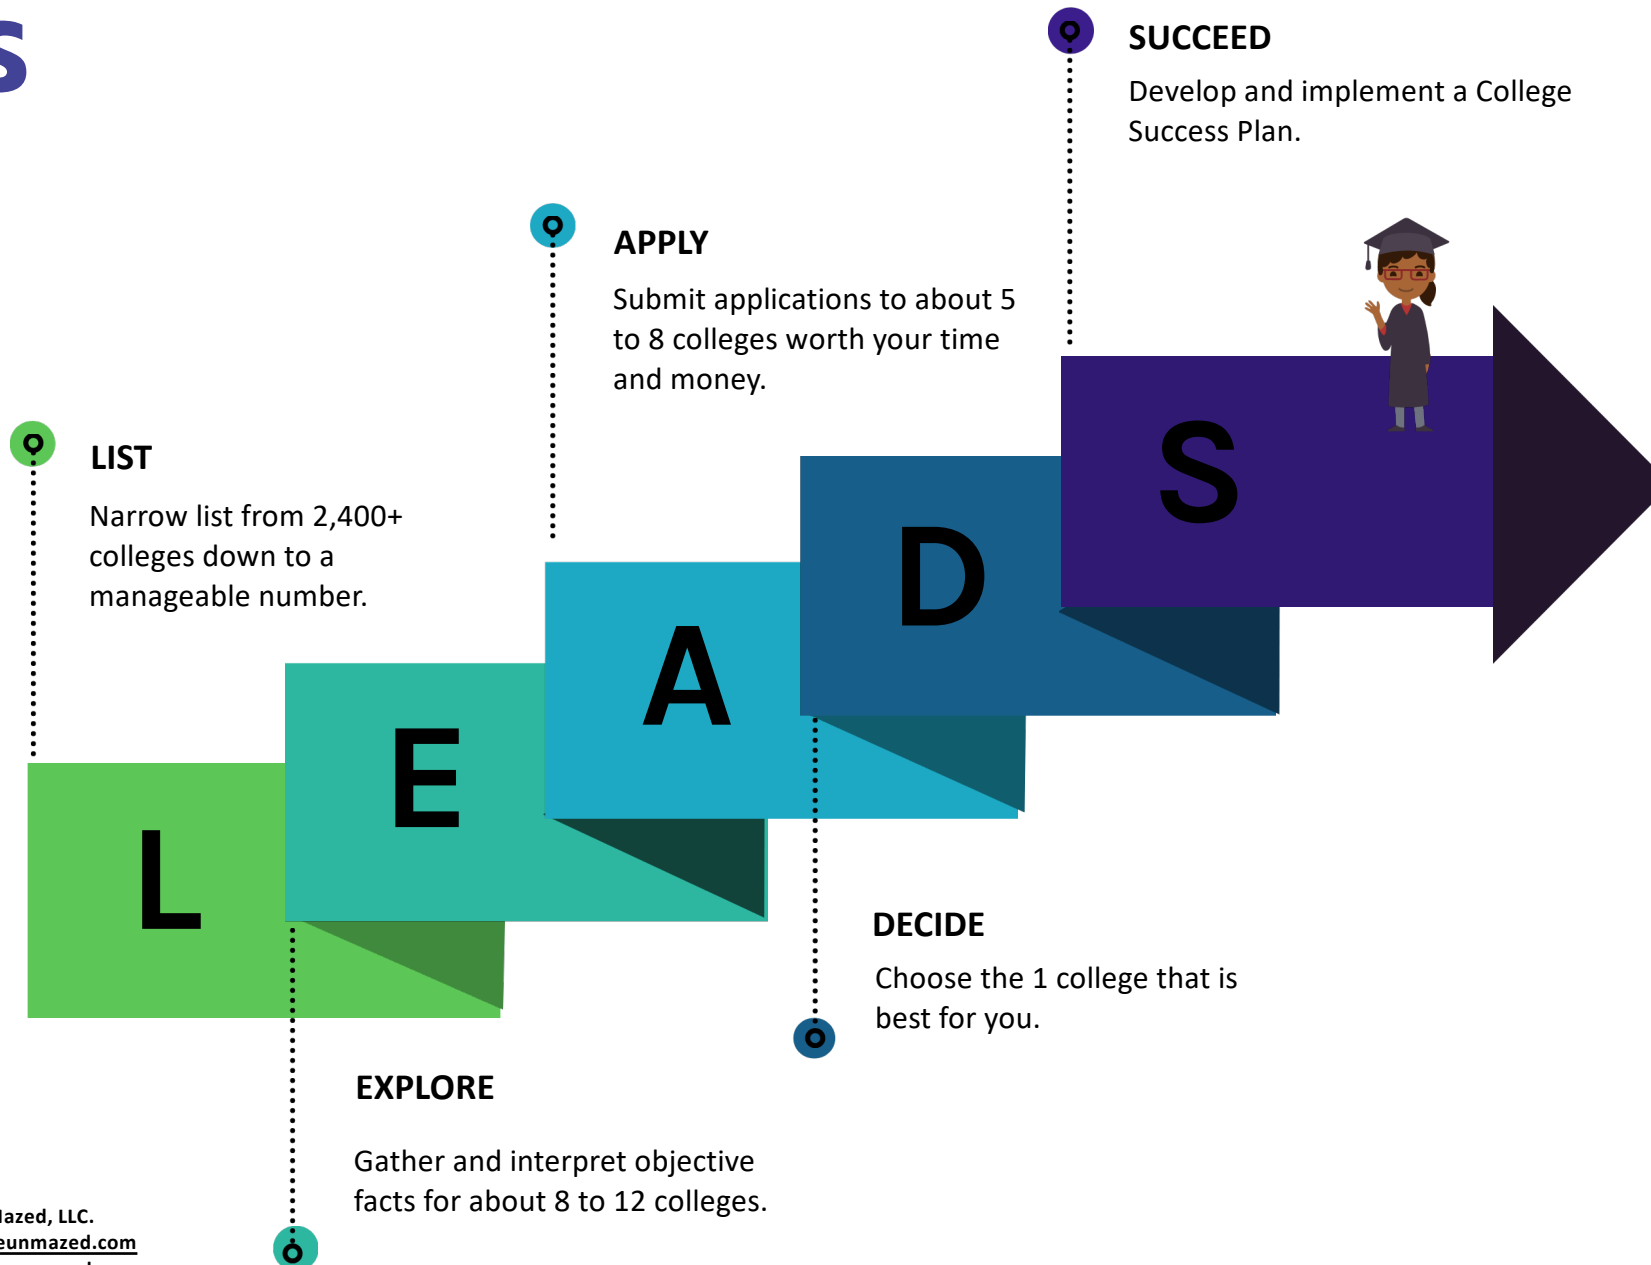 S
SUCCEED
Develop and implement a College
Success Plan.
APPLY
Submit applications to about 5
to 8 colleges worth your time
and money.
LIST
Narrow list from 2,400+
colleges down to a
manageable number.
S
D
A
E
L
DECIDE
Choose the 1 college that is
best for you.
EXPLORE
Gather and interpret objective
facts for about 8 to 12 colleges.
LLC.
eunmazed.com